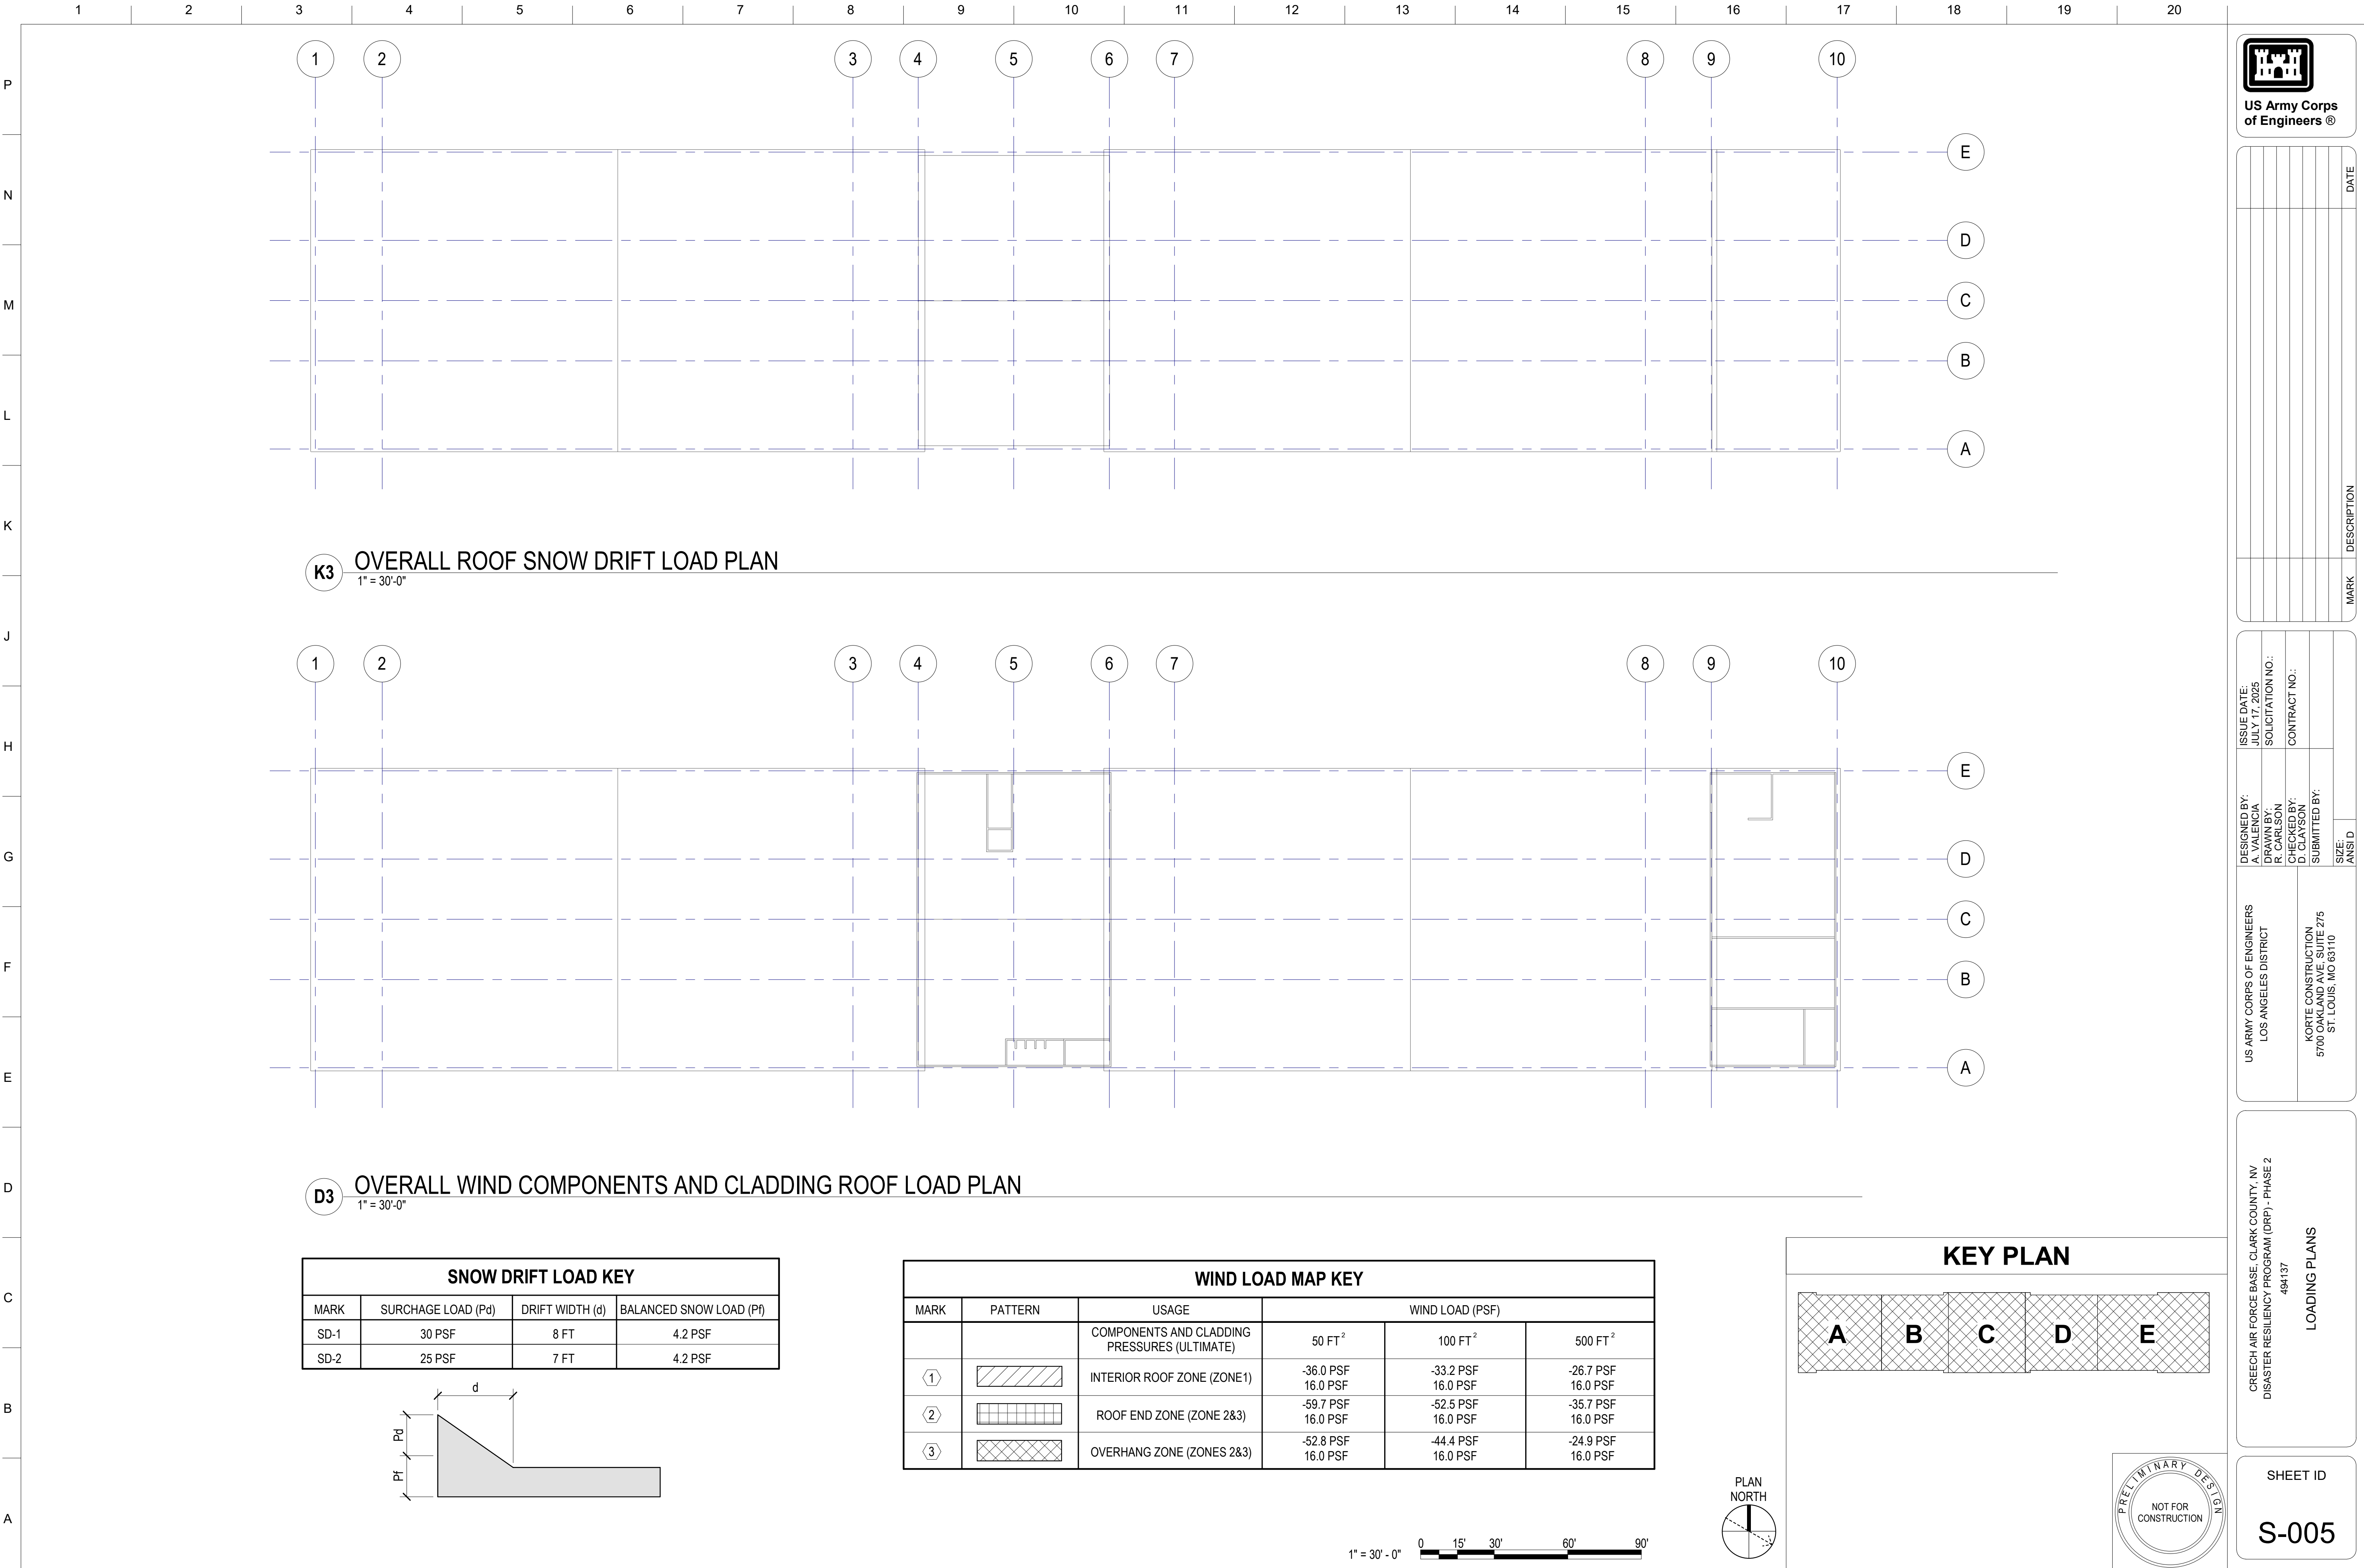 1 2 3 4 5 6 7 8 9 10 11 12 13 14 15 16 17 18 19 20
P
N
M
L
K
J
H
G
F
E
D
C
B
A
1 2 3 4 5 6 7 8 9 10
E
D
C
B
A
K3
OVERALL ROOF SNOW DRIFT LOAD PLAN
1" = 30'-0"
1 2 3 4 5 6 7 8 9 10
E
D
C
B
A
D3
OVERALL WIND COMPONENTS AND CLADDING ROOF LOAD PLAN
1" = 30'-0"
SNOW DRIFT LOAD KEY
MARK SURCHAGE LOAD (Pd) DRIFT WIDTH (d) BALANCED SNOW LOAD (Pf)
SD-1 30 PSF 8 FT 4.2 PSF
SD-2 25 PSF 7 FT 4.2 PSF
d
Pd
Pf
WIND LOAD MAP KEY
MARK PATTERN USAGE WIND LOAD (PSF)
COMPONENTS AND CLADDING
PRESSURES (ULTIMATE)
50 FT² 100 FT² 500 FT²
1 INTERIOR ROOF ZONE (ZONE1)
-36.0 PSF -33.2 PSF -26.7 PSF
16.0 PSF 16.0 PSF 16.0 PSF
2 ROOF END ZONE (ZONE 2&3)
-59.7 PSF -52.5 PSF -35.7 PSF
16.0 PSF 16.0 PSF 16.0 PSF
3 OVERHANG ZONE (ZONES 2&3)
-52.8 PSF -44.4 PSF -24.9 PSF
16.0 PSF 16.0 PSF 16.0 PSF
1" = 30' - 0"
0 15' 30' 60' 90'
PLAN
NORTH
KEY PLAN
A B C D E
PRELIMINARY DESIGN
NOT FOR
CONSTRUCTION
US Army Corps
of Engineers ®
MARK DESCRIPTION DATE
DESIGNED BY:
A. VALENCIA
DRAWN BY:
R. CARLSON
CHECKED BY:
D. CLAYSON
SUBMITTED BY:
SIZE:
ANSI D
ISSUE DATE:
JULY 17, 2025
SOLICITATION NO.:
CONTRACT NO.:
US ARMY CORPS OF ENGINEERS
LOS ANGELES DISTRICT
KORTE CONSTRUCTION
5700 OAKLAND AVE, SUITE 275
ST. LOUIS, MO 63110
CREECH AIR FORCE BASE, CLARK COUNTY, NV
DISASTER RESILIENCY PROGRAM (DRP) - PHASE 2
494137
LOADING PLANS
SHEET ID
S-005